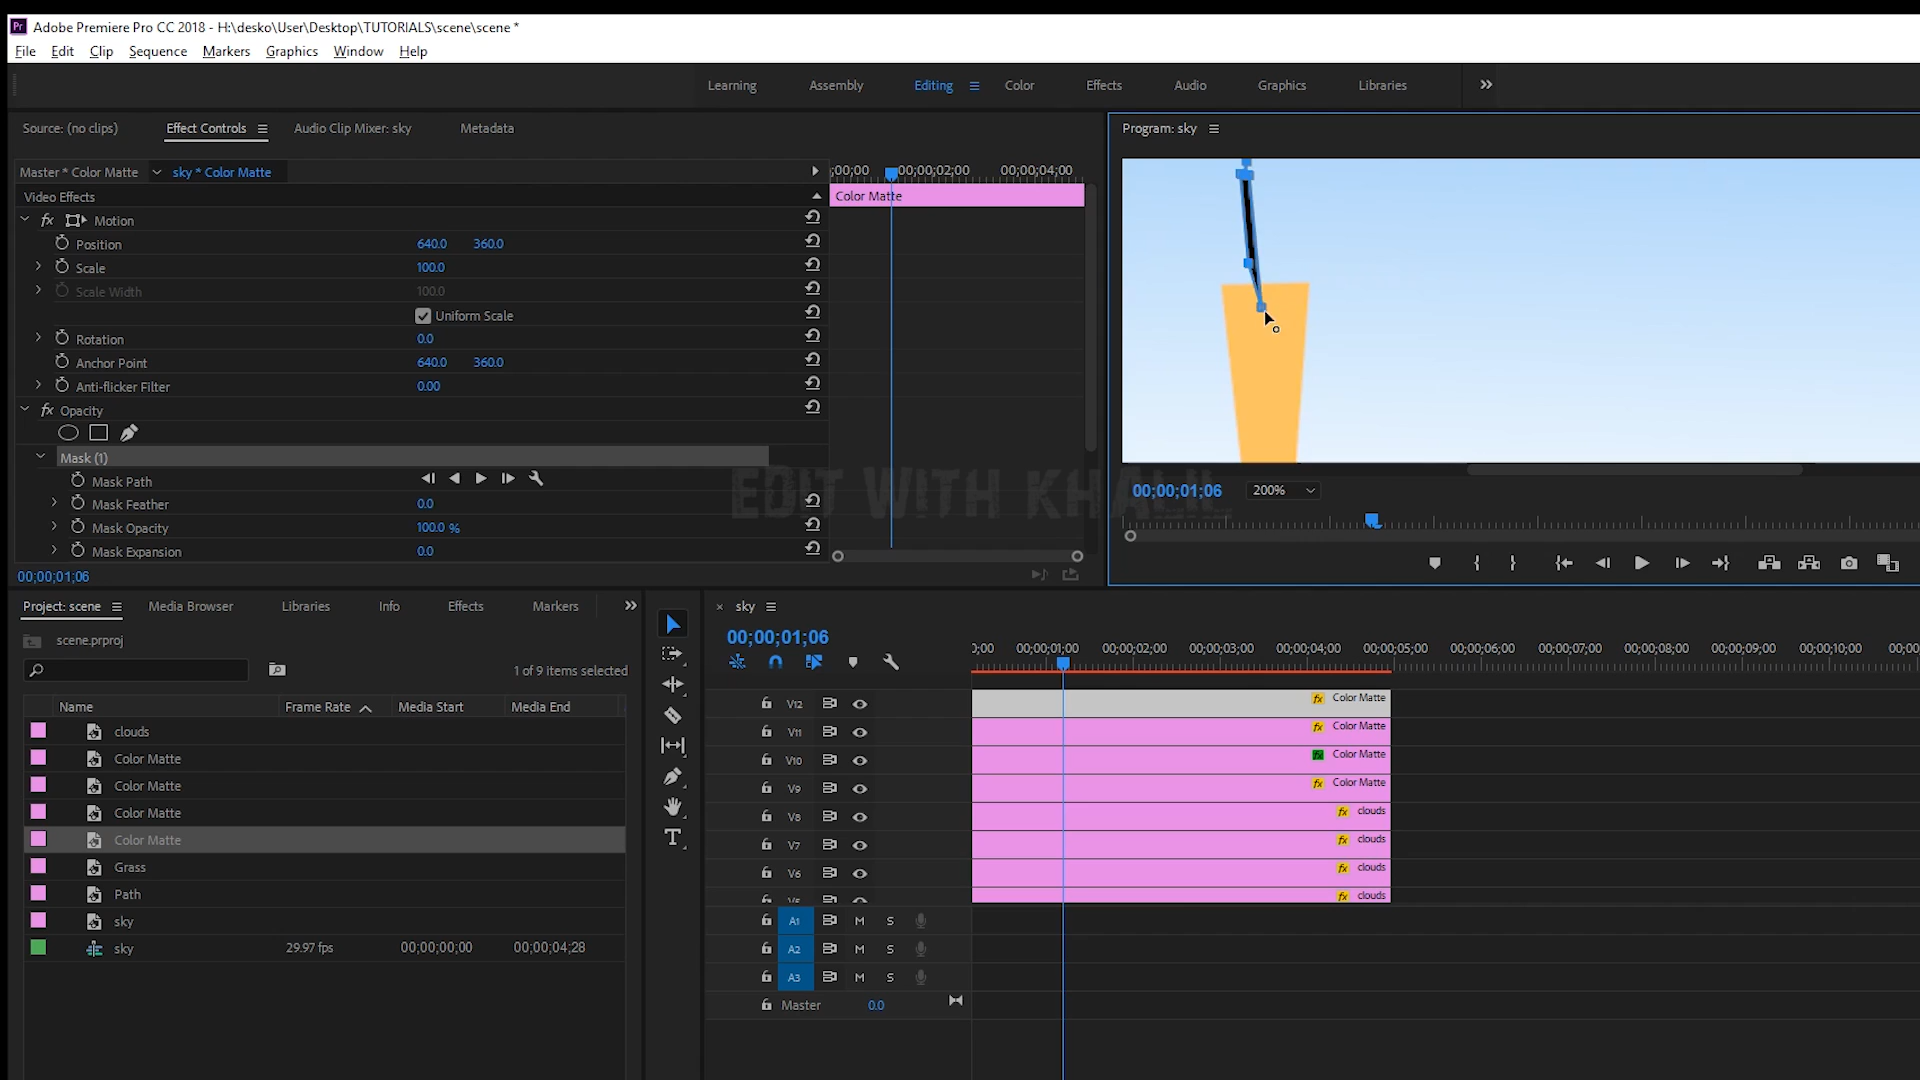 Adobe Premiere Pro CC 2018 - H:\desko\User\Desktop\TUTORIALS\scene\scene *
File Edit Clip Sequence Markers Graphics Window Help
Learning Assembly Editing Color Effects Audio Graphics Libraries
Source: (no clips) Effect Controls Audio Clip Mixer: sky Metadata
Program: sky
Master * Color Matte sky * Color Matte
;00;00 00;00;02;00 00;00;04;00
Video Effects
Color Matte
fx Motion
Position 640.0 360.0
Scale 100.0
Scale Width 100.0
Uniform Scale
Rotation 0.0
Anchor Point 640.0 360.0
Anti-flicker Filter 0.00
fx Opacity
Mask (1)
Mask Path
Mask Feather 0.0
Mask Opacity 100.0 %
Mask Expansion 0.0
00;00;01;06
EDIT WITH KHALIL
00;00;01;06 200%
Project: scene Media Browser Libraries Info Effects Markers
scene.prproj
1 of 9 items selected
Name Frame Rate Media Start Media End
clouds
Color Matte
Color Matte
Color Matte
Color Matte
Grass
Path
sky
sky 29.97 fps 00;00;00;00 00;00;04;28
× sky
00;00;01;06
;00 00;00;01;00 00;00;02;00 00;00;03;00 00;00;04;00 00;00;05;00 00;00;06;00 00;00;07;00 00;00;08;00 00;00;09;00 00;00;10;00 00;00
V12 fx Color Matte
V11 fx Color Matte
V10 fx Color Matte
V9 fx Color Matte
V8 fx clouds
V7 fx clouds
V6 fx clouds
V5 fx clouds
A1 M S
A2 M S
A3 M S
Master 0.0
T